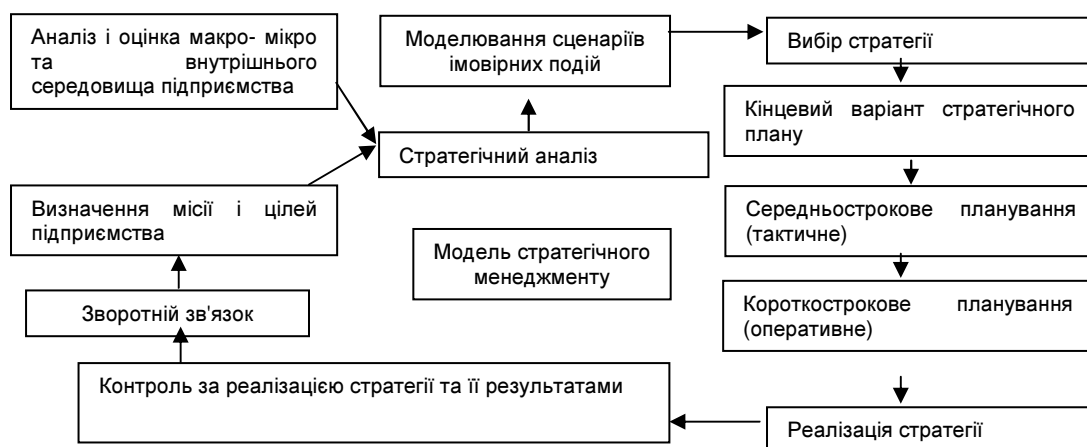 Аналіз і оцінка макро- мікро
та внутрішнього
середовища підприємства
Моделювання сценаріїв
імовірних подій
Вибір стратегії
Кінцевий варіант стратегічного
плану
Стратегічний аналіз
Визначення місії і цілей
підприємства
Середньострокове планування
(тактичне)
Модель стратегічного
менеджменту
Зворотній зв'язок
Короткострокове планування
(оперативне)
Контроль за реалізацією стратегії та її результатами
Реалізація стратегії